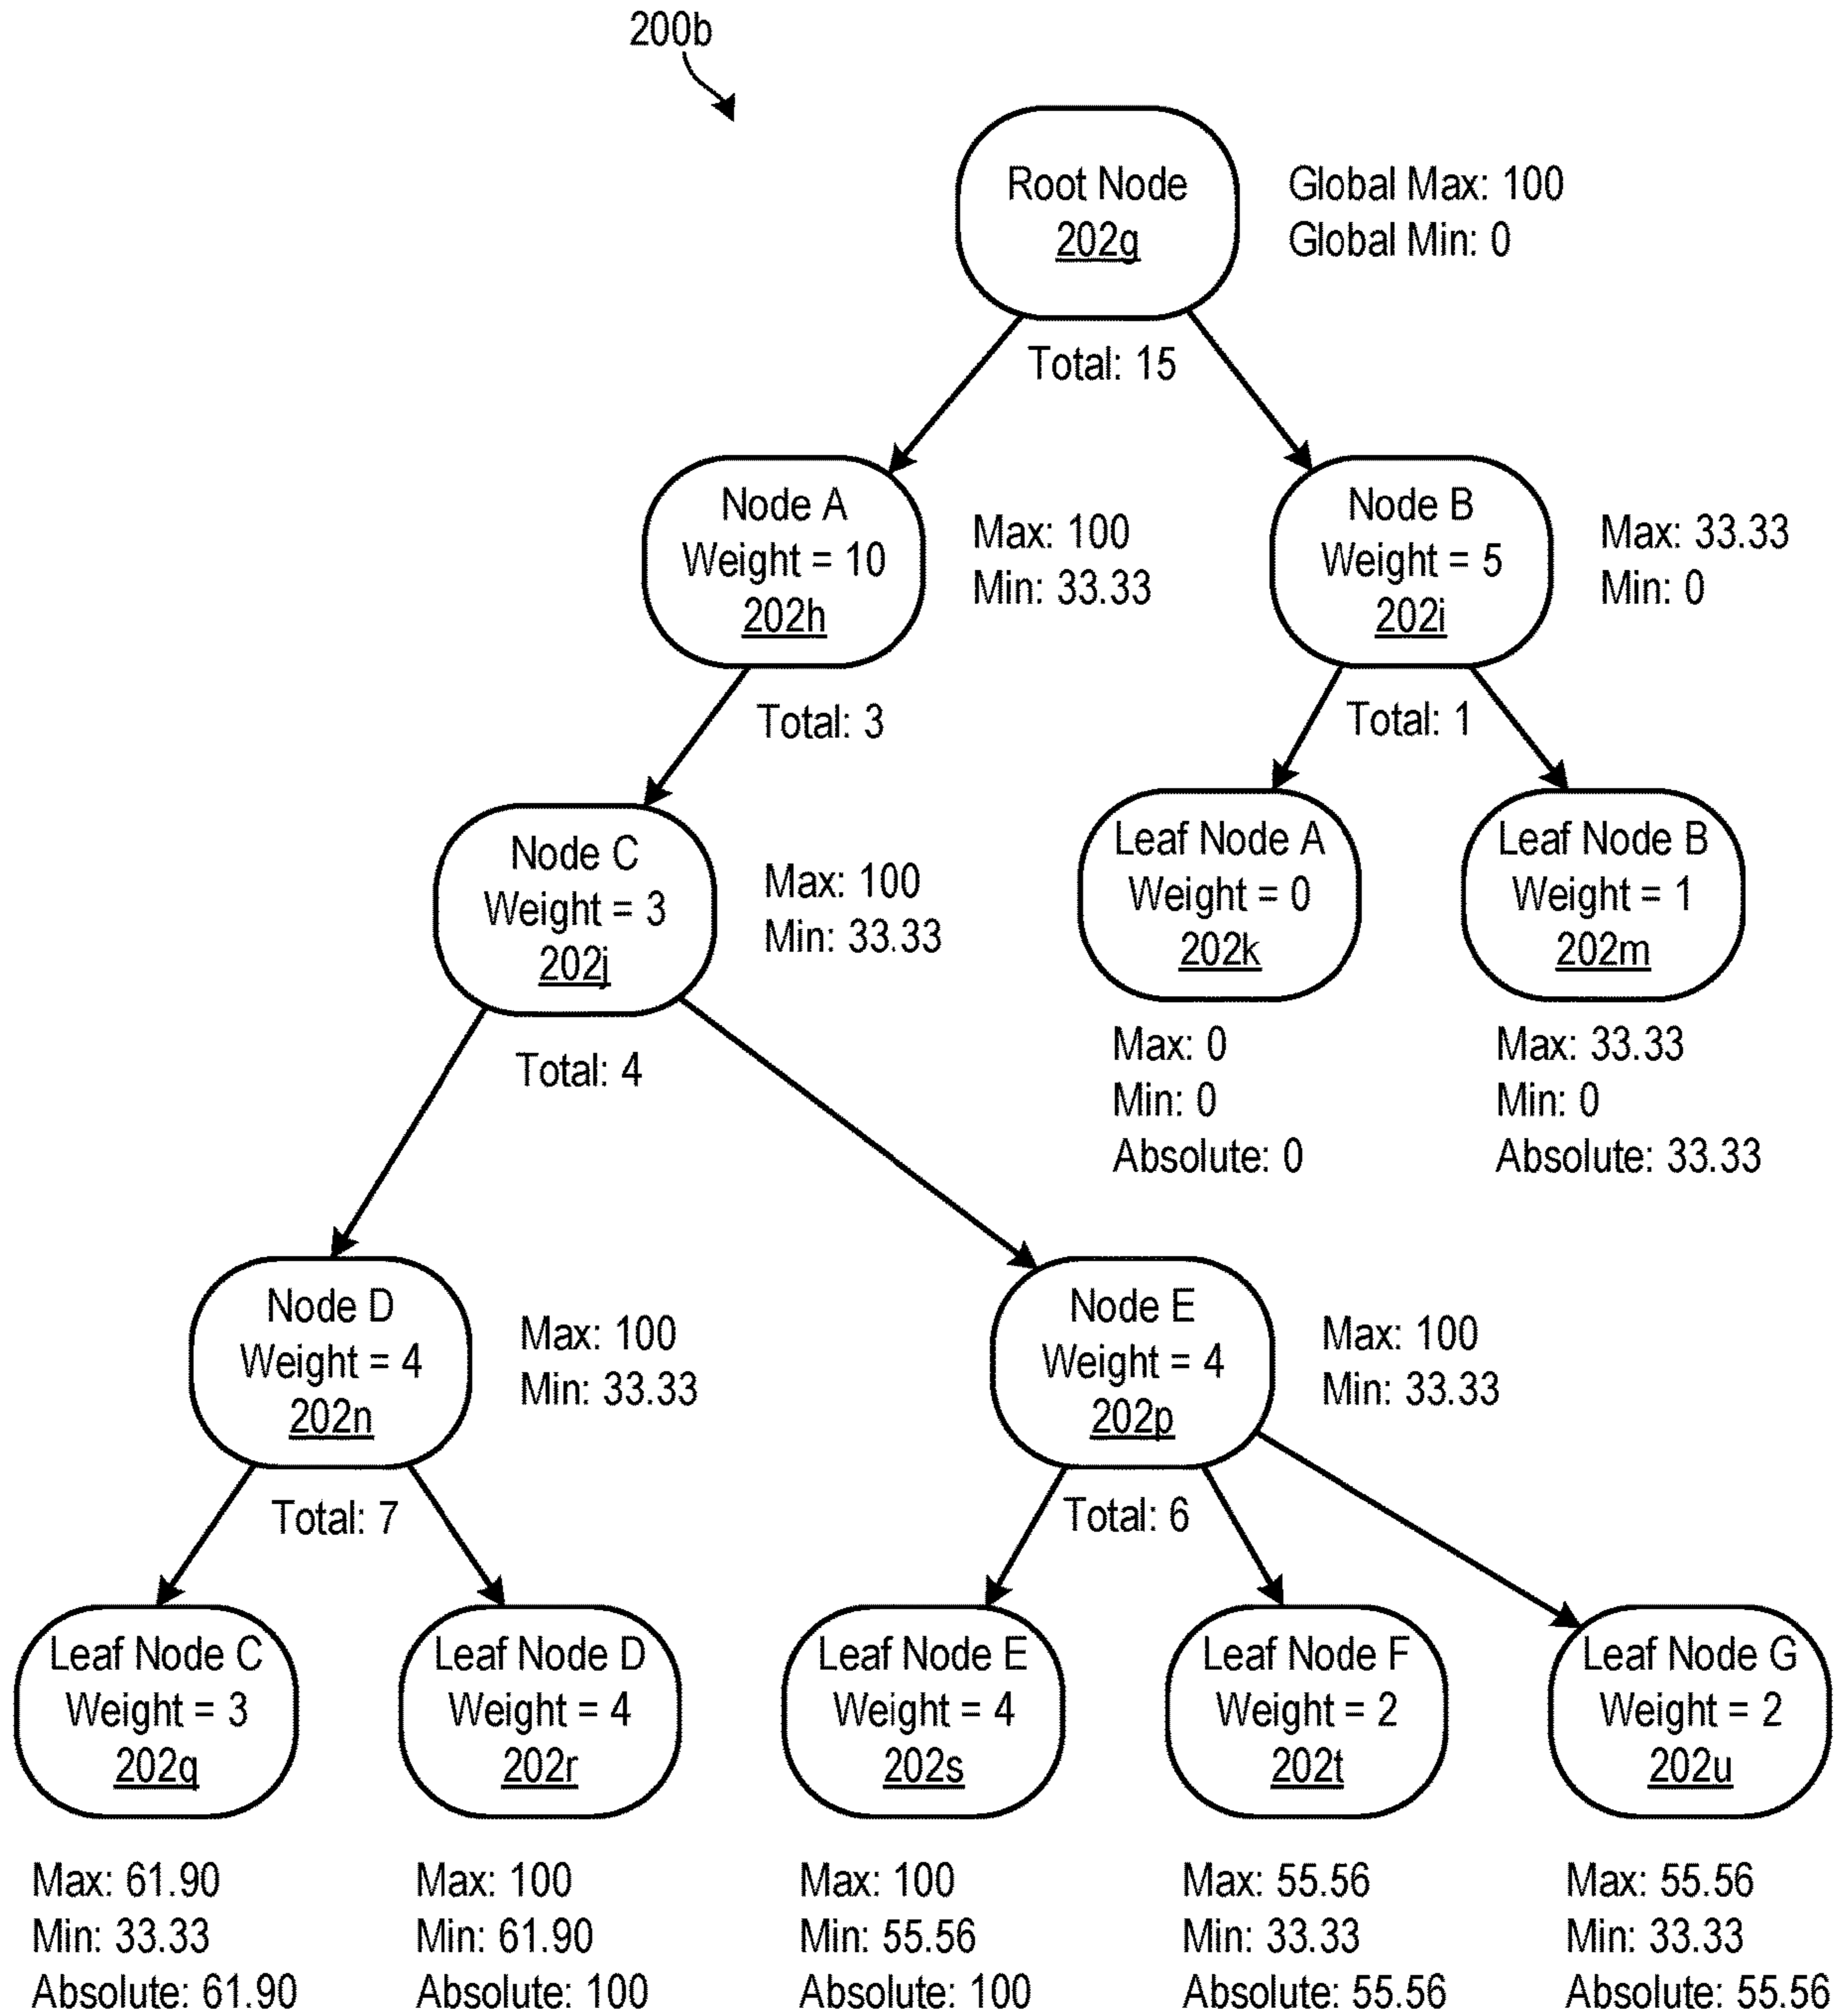 200b
Root Node
202g
Global Max: 100
Global Min: 0
Total: 15
Node A
Weight = 10
202h
Max: 100
Min: 33.33
Node B
Weight = 5
202i
Max: 33.33
Min: 0
Total: 3
Total: 1
Node C
Weight = 3
202j
Max: 100
Min: 33.33
Leaf Node A
Weight = 0
202k
Max: 0
Min: 0
Absolute: 0
Leaf Node B
Weight = 1
202m
Max: 33.33
Min: 0
Absolute: 33.33
Total: 4
Node D
Weight = 4
202n
Max: 100
Min: 33.33
Node E
Weight = 4
202p
Max: 100
Min: 33.33
Total: 7
Total: 6
Leaf Node C
Weight = 3
202q
Max: 61.90
Min: 33.33
Absolute: 61.90
Leaf Node D
Weight = 4
202r
Max: 100
Min: 61.90
Absolute: 100
Leaf Node E
Weight = 4
202s
Max: 100
Min: 55.56
Absolute: 100
Leaf Node F
Weight = 2
202t
Max: 55.56
Min: 33.33
Absolute: 55.56
Leaf Node G
Weight = 2
202u
Max: 55.56
Min: 33.33
Absolute: 55.56